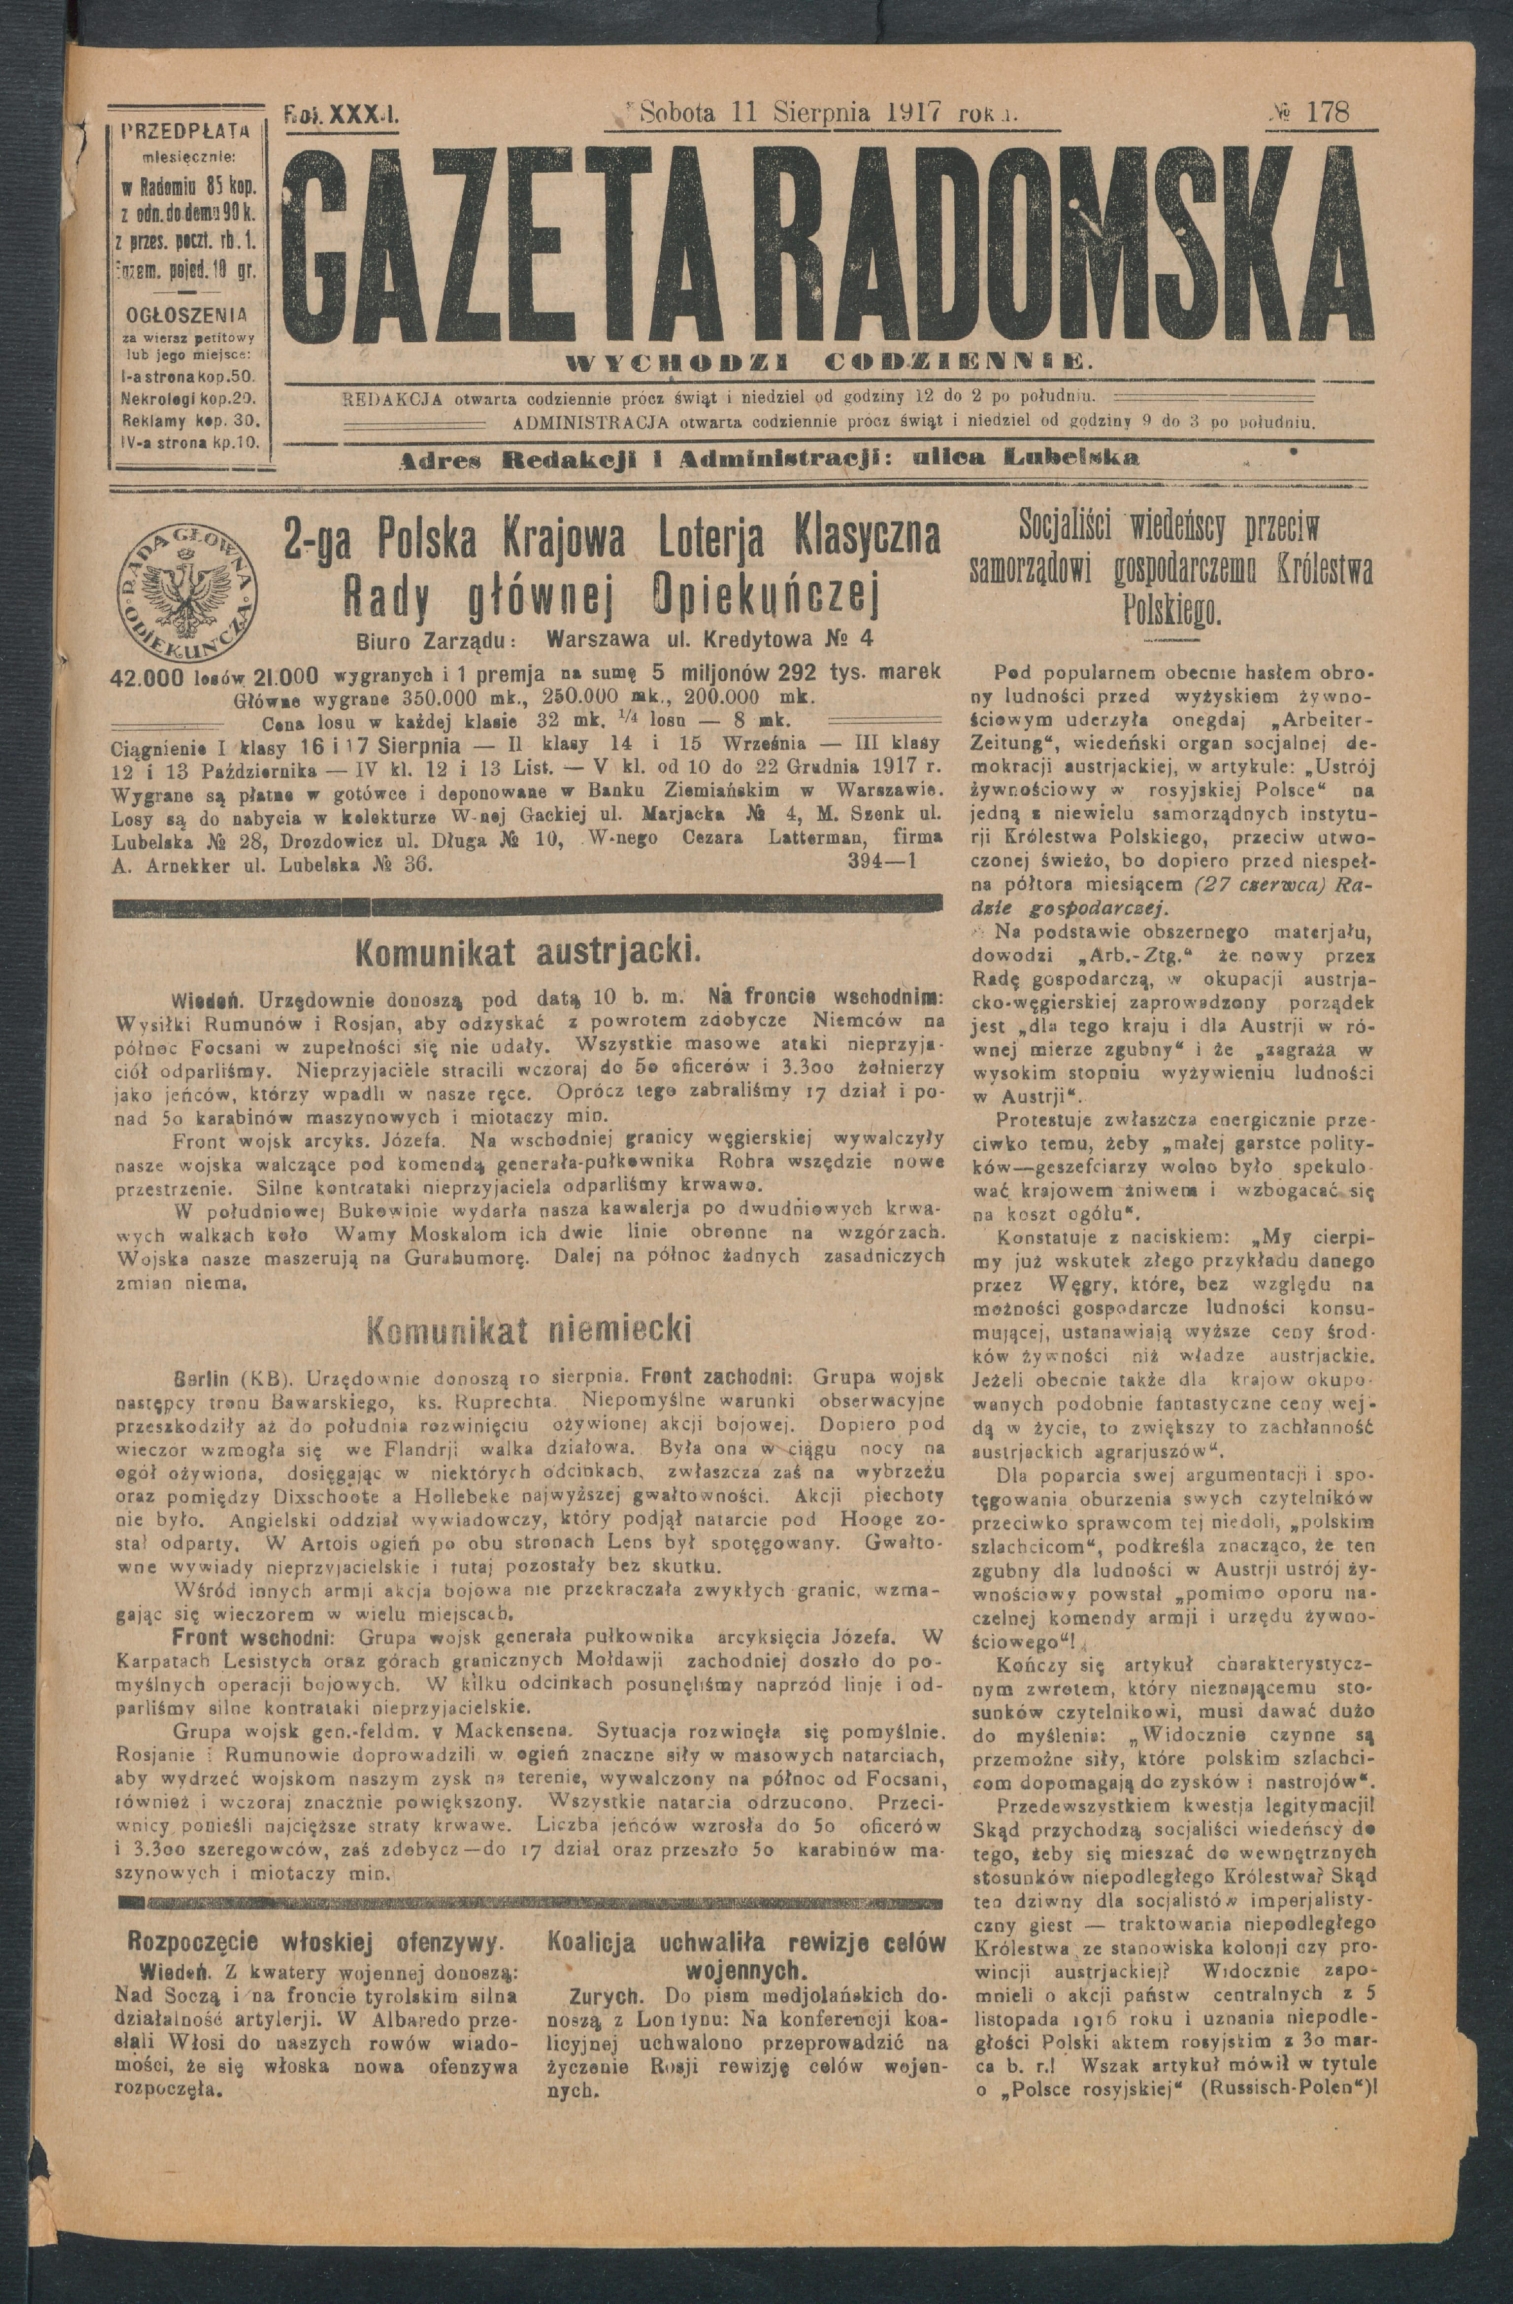 PRZEDPŁATA
miesięcznie:
w Radomiu 85 kop.
z odn. do domu 90 k.
z przes. poczt. rb. 1.
pojed. 10 gr.
OGŁOSZENIA
za wiersz petitowy
lub jego miejsce:
I-a strona kop. 50.
Nekrologi kop. 20.
Reklamy kop. 30.
IV-a strona kp. 10.
Sobota 11 Sierpnia 1917 roku.
№ 178
GAZETA RADOMSKA
WYCHODZI CODZIENNIE.
REDAKCJA otwarta codziennie prócz świąt i niedziel od godziny 12 do 2 po południu.
ADMINISTRACJA otwarta codziennie prócz świąt i niedziel od godziny 9 do 3 po południu.
Adres Redakcji i Administracji: ulica Lubelska
RADA GŁÓWNA OPIEKUŃCZA
2-ga Polska Krajowa Loterja Klasyczna
Rady głównej Opiekuńczej
Biuro Zarządu: Warszawa ul. Kredytowa № 4
42.000 losów 21.000 wygranych i 1 premja na sumę 5 miljonów 292 tys. marek
Główne wygrane 350.000 mk., 250.000 mk., 200.000 mk.
Cena losu w każdej klasie 32 mk. 1/4 losu — 8 mk.
Ciągnienie I klasy 16 i 17 Sierpnia — II klasy 14 i 15 Września — III klasy
12 i 13 Października — IV kl. 12 i 13 List. — V kl. od 10 do 22 Grudnia 1917 r.
Wygrane są płatne w gotówce i deponowane w Banku Ziemiańskim w Warszawie.
Losy są do nabycia w kolekturze W-nej Gackiej ul. Marjacka № 4, M. Szenk ul.
Lubelska № 28, Drozdowicz ul. Długa № 10, W-nego Cezara Latterman, firma
A. Arnekker ul. Lubelska № 36. 394—1
Komunikat austrjacki.
Wiedeń. Urzędownie donoszą pod datą 10 b. m. Na froncie wschodnim:
Wysiłki Rumunów i Rosjan, aby odzyskać z powrotem zdobycze Niemców na
północ Focsani w zupełności się nie udały. Wszystkie masowe ataki nieprzyja-
ciół odparliśmy. Nieprzyjaciele stracili wczoraj do 50 oficerów i 3.300 żołnierzy
jako jeńców, którzy wpadli w nasze ręce. Oprócz tego zabraliśmy 17 dział i po-
nad 50 karabinów maszynowych i miotaczy min.
Front wojsk arcyks. Józefa. Na wschodniej granicy węgierskiej wywalczyły
nasze wojska walczące pod komendą generała-pułkownika Rohra wszędzie nowe
przestrzenie. Silne kontrataki nieprzyjaciela odparliśmy krwawo.
W południowej Bukowinie wydarła nasza kawalerja po dwudniowych krwa-
wych walkach koło Wamy Moskalom ich dwie linie obronne na wzgórzach.
Wojska nasze maszerują na Gurahumorę. Dalej na północ żadnych zasadniczych
zmian niema.
Komunikat niemiecki
Berlin (KB). Urzędownie donoszą 10 sierpnia. Front zachodni: Grupa wojsk
następcy tronu Bawarskiego, ks. Ruprechta. Niepomyślne warunki obserwacyjne
przeszkodziły aż do południa rozwinięciu ożywionej akcji bojowej. Dopiero pod
wieczor wzmogła się we Flandrji walka działowa. Była ona w ciągu nocy na
ogół ożywiona, dosięgając w niektórych odcinkach, zwłaszcza zaś na wybrzeżu
oraz pomiędzy Dixschoote a Hollebeke najwyższej gwałtowności. Akcji piechoty
nie było. Angielski oddział wywiadowczy, który podjął natarcie pod Hooge zo-
stał odparty. W Artois ogień po obu stronach Lens był spotęgowany. Gwałto-
wne wywiady nieprzyjacielskie i tutaj pozostały bez skutku.
Wśród innych armji akcja bojowa nie przekraczała zwykłych granic, wzma-
gając się wieczorem w wielu miejscach.
Front wschodni: Grupa wojsk generała pułkownika arcyksięcia Józefa. W
Karpatach Lesistych oraz górach granicznych Mołdawji zachodniej doszło do po-
myślnych operacji bojowych. W kilku odcinkach posunęliśmy naprzód linje i od-
parliśmy silne kontrataki nieprzyjacielskie.
Grupa wojsk gen.-feldm. v Mackensena. Sytuacja rozwinęła się pomyślnie.
Rosjanie i Rumunowie doprowadzili w ogień znaczne siły w masowych natarciach,
aby wydrzeć wojskom naszym zysk na terenie, wywalczony na północ od Focsani,
również i wczoraj znacznie powiększony. Wszystkie natarcia odrzucono. Przeci-
wnicy ponieśli najcięższe straty krwawe. Liczba jeńców wzrosła do 50 oficerów
i 3.300 szeregowców, zaś zdobycz—do 17 dział oraz przeszło 50 karabinów ma-
szynowych i miotaczy min.
Rozpoczęcie włoskiej ofenzywy.
Wiedeń. Z kwatery wojennej donoszą:
Nad Soczą i na froncie tyrolskim silna
działalność artylerji. W Albaredo prze-
słali Włosi do naszych rowów wiado-
mości, że się włoska nowa ofenzywa
rozpoczęła.
Koalicja uchwaliła rewizje celów
wojennych.
Zurych. Do pism medjolańskich do-
noszą z Londynu: Na konferencji koa-
licyjnej uchwalono przeprowadzić na
życzenie Rosji rewizję celów wojen-
nych.
Socjaliści wiedeńscy przeciw
samorządowi gospodarczemu Królestwa
Polskiego.
Pod popularnem obecnie hasłem obro-
ny ludności przed wyżyskiem żywno-
ściowym uderzyła onegdaj „Arbeiter-
Zeitung“, wiedeński organ socjalnej de-
mokracji austrjackiej, w artykule: „Ustrój
żywnościowy w rosyjskiej Polsce“ na
jedną z niewielu samorządnych instytu-
rji Królestwa Polskiego, przeciw utwo-
czonej świeżo, bo dopiero przed niespeł-
na półtora miesiącem (27 czerwca) Ra-
dzie gospodarczej.
Na podstawie obszernego materjału,
dowodzi „Arb.-Ztg.“ że nowy przez
Radę gospodarczą, w okupacji austrja-
cko-węgierskiej zaprowadzony porządek
jest „dla tego kraju i dla Austrji w ró-
wnej mierze zgubny“ i że „zagraża w
wysokim stopniu wyżywieniu ludności
w Austrji“.
Protestuje zwłaszcza energicznie prze-
ciwko temu, żeby „małej garstce polity-
ków—geszefciarzy wolno było spekulo-
wać krajowem żniwem i wzbogacać się
na koszt ogółu“.
Konstatuje z naciskiem: „My cierpi-
my już wskutek złego przykładu danego
przez Węgry, które, bez względu na
możności gospodarcze ludności konsu-
mującej, ustanawiają wyższe ceny środ-
ków żywności niż władze austrjackie.
Jeżeli obecnie także dla krajow okupo-
wanych podobnie fantastyczne ceny wej-
dą w życie, to zwiększy to zachłanność
austrjackich agrarjuszów“.
Dla poparcia swej argumentacji i spo-
tęgowania oburzenia swych czytelników
przeciwko sprawcom tej niedoli, „polskim
szlachcicom“, podkreśla znacząco, że ten
zgubny dla ludności w Austrji ustrój ży-
wnościowy powstał „pomimo oporu na-
czelnej komendy armji i urzędu żywno-
ściowego“!
Kończy się artykuł charakterystycz-
nym zwrotem, który nieznającemu sto-
sunków czytelnikowi, musi dawać dużo
do myślenia: „Widocznie czynne są
przemożne siły, które polskim szlachci-
com dopomagają do zysków i nastrojów“.
Przedewszystkiem kwestja legitymacji!
Skąd przychodzą socjaliści wiedeńscy do
tego, żeby się mieszać do wewnętrznych
stosunków niepodległego Królestwa? Skąd
ten dziwny dla socjalistów imperjalisty-
czny giest — traktowania niepodległego
Królestwa ze stanowiska kolonji czy pro-
wincji austrjackiej? Widocznie zapo-
mnieli o akcji państw centralnych z 5
listopada 1916 roku i uznania niepodle-
głości Polski aktem rosyjskim z 30 mar-
ca b. r.! Wszak artykuł mówił w tytule
o „Polsce rosyjskiej“ (Russisch-Polen“)!